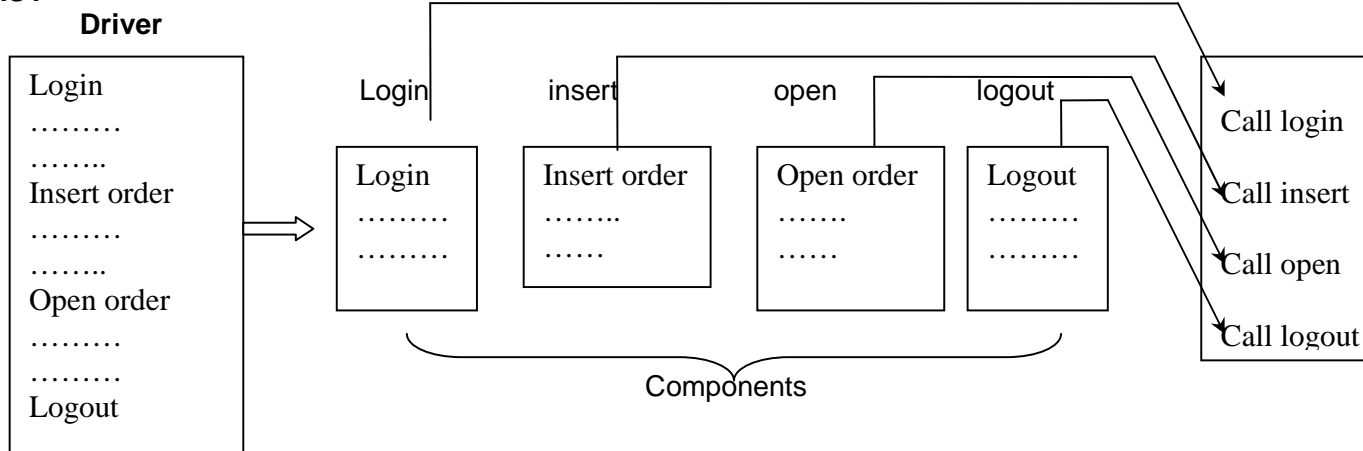 Driver
Login
………
……..
Insert order
………
……..
Open order
………
………
Logout
Login
insert
open
logout
Login
………
………
Insert order
……..
……
Open order
…….
……
Logout
………
………
Components
Call login
Call insert
Call open
Call logout